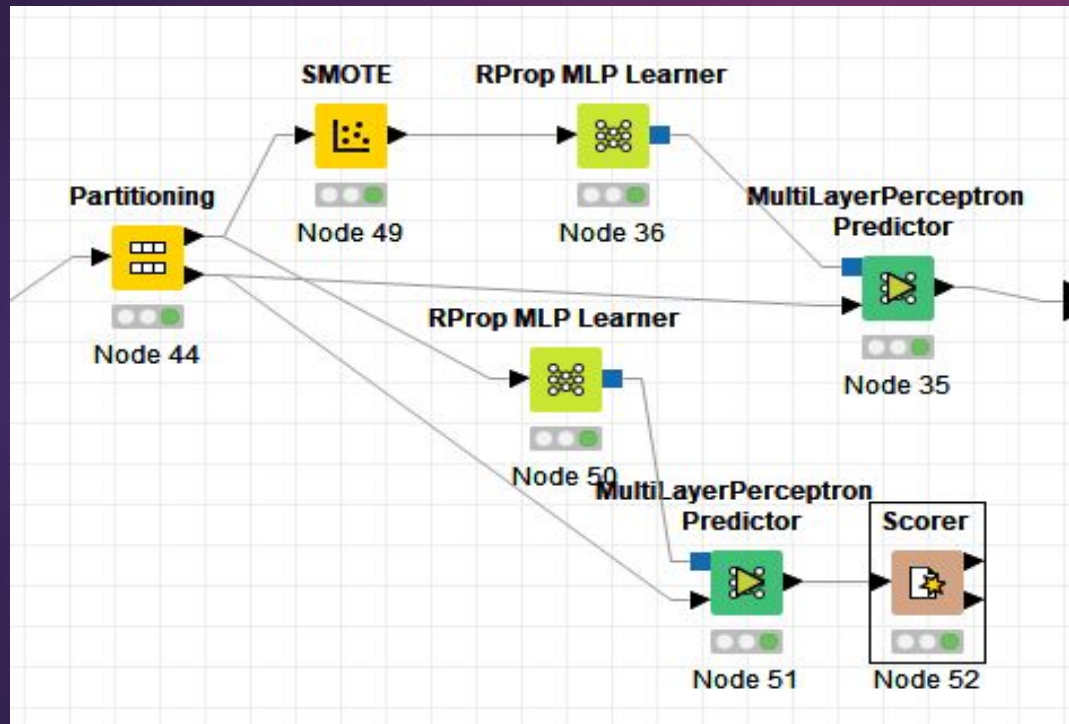 SMOTE
RProp MLP Learner
Partitioning
MultiLayerPerceptron
Predictor
Node 49
Node 36
Node 44
RProp MLP Learner
Node 35
Node 50
MultiLayerPerceptron
Predictor
Scorer
Node 51
Node 52